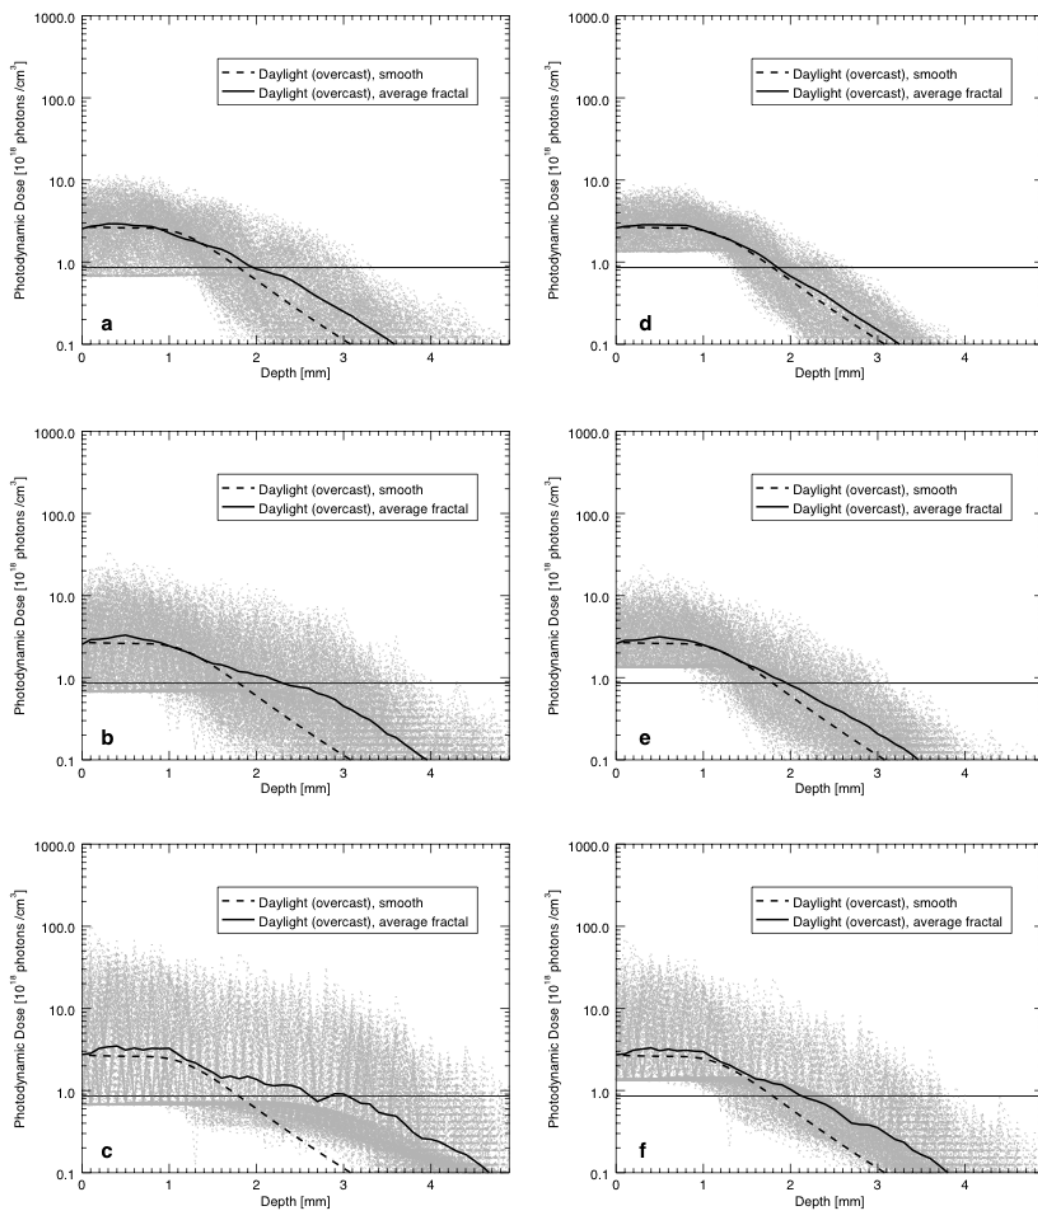 1000.0
100.0
10.0
1.0
0.1
Photodynamic Dose [10^18 photons /cm^3]
Daylight (overcast), smooth
Daylight (overcast), average fractal
a
0 1 2 3 4
Depth [mm]
1000.0
100.0
10.0
1.0
0.1
Photodynamic Dose [10^18 photons /cm^3]
Daylight (overcast), smooth
Daylight (overcast), average fractal
d
0 1 2 3 4
Depth [mm]
1000.0
100.0
10.0
1.0
0.1
Photodynamic Dose [10^18 photons /cm^3]
Daylight (overcast), smooth
Daylight (overcast), average fractal
b
0 1 2 3 4
Depth [mm]
1000.0
100.0
10.0
1.0
0.1
Photodynamic Dose [10^18 photons /cm^3]
Daylight (overcast), smooth
Daylight (overcast), average fractal
e
0 1 2 3 4
Depth [mm]
1000.0
100.0
10.0
1.0
0.1
Photodynamic Dose [10^18 photons /cm^3]
Daylight (overcast), smooth
Daylight (overcast), average fractal
c
0 1 2 3 4
Depth [mm]
1000.0
100.0
10.0
1.0
0.1
Photodynamic Dose [10^18 photons /cm^3]
Daylight (overcast), smooth
Daylight (overcast), average fractal
f
0 1 2 3 4
Depth [mm]